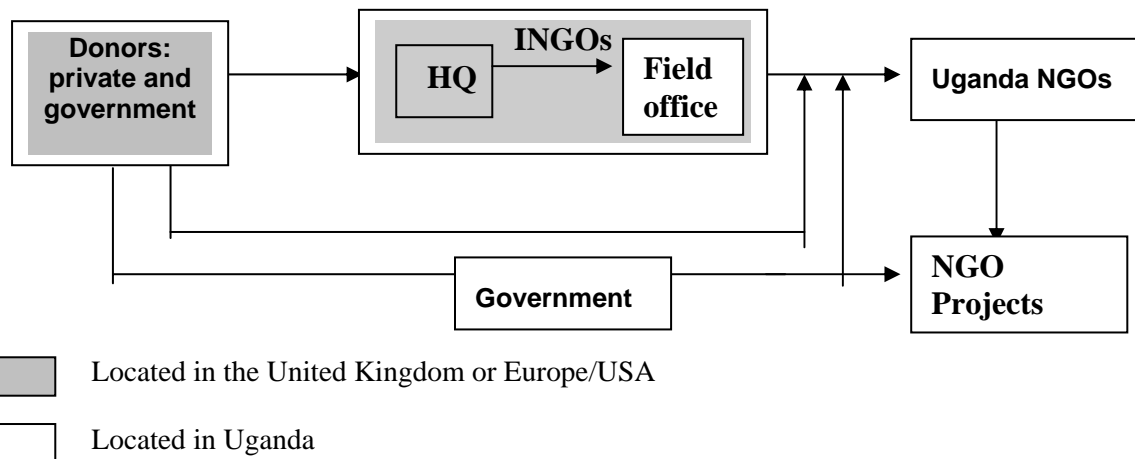 Donors:
private and
government
INGOs
HQ
Field
office
Uganda NGOs
Government
NGO
Projects
Located in the United Kingdom or Europe/USA
Located in Uganda